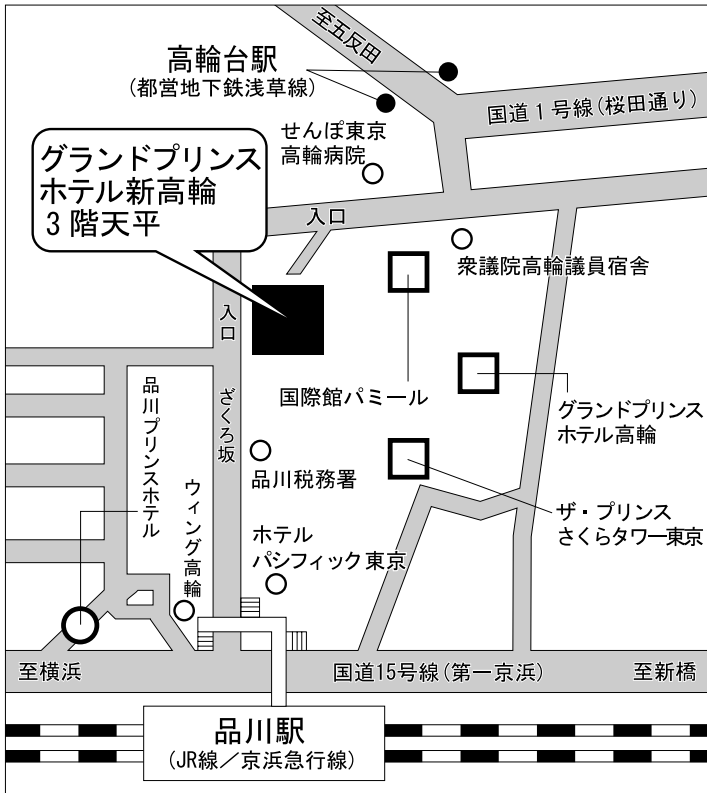 至五反田
高輪台駅
(都営地下鉄浅草線)
国道1号線(桜田通り)
せんぽ東京
高輪病院
グランドプリンス
ホテル新高輪
3階天平
入口
衆議院高輪議員宿舎
入口
国際館パミール
グランドプリンス
ホテル高輪
品川プリンスホテル
ざくろ坂
品川税務署
ウィング高輪
ザ・プリンス
さくらタワー東京
ホテル
パシフィック東京
至横浜
国道15号線(第一京浜)
至新橋
品川駅
(JR線/京浜急行線)